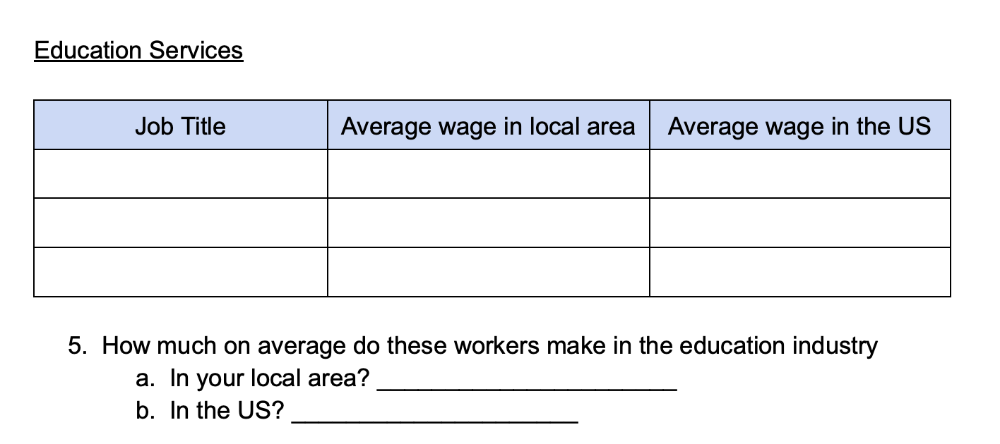 Education Services
Job Title Average wage in local area Average wage in the US
5. How much on average do these workers make in the education industry
a. In your local area? ______________________
b. In the US? _____________________